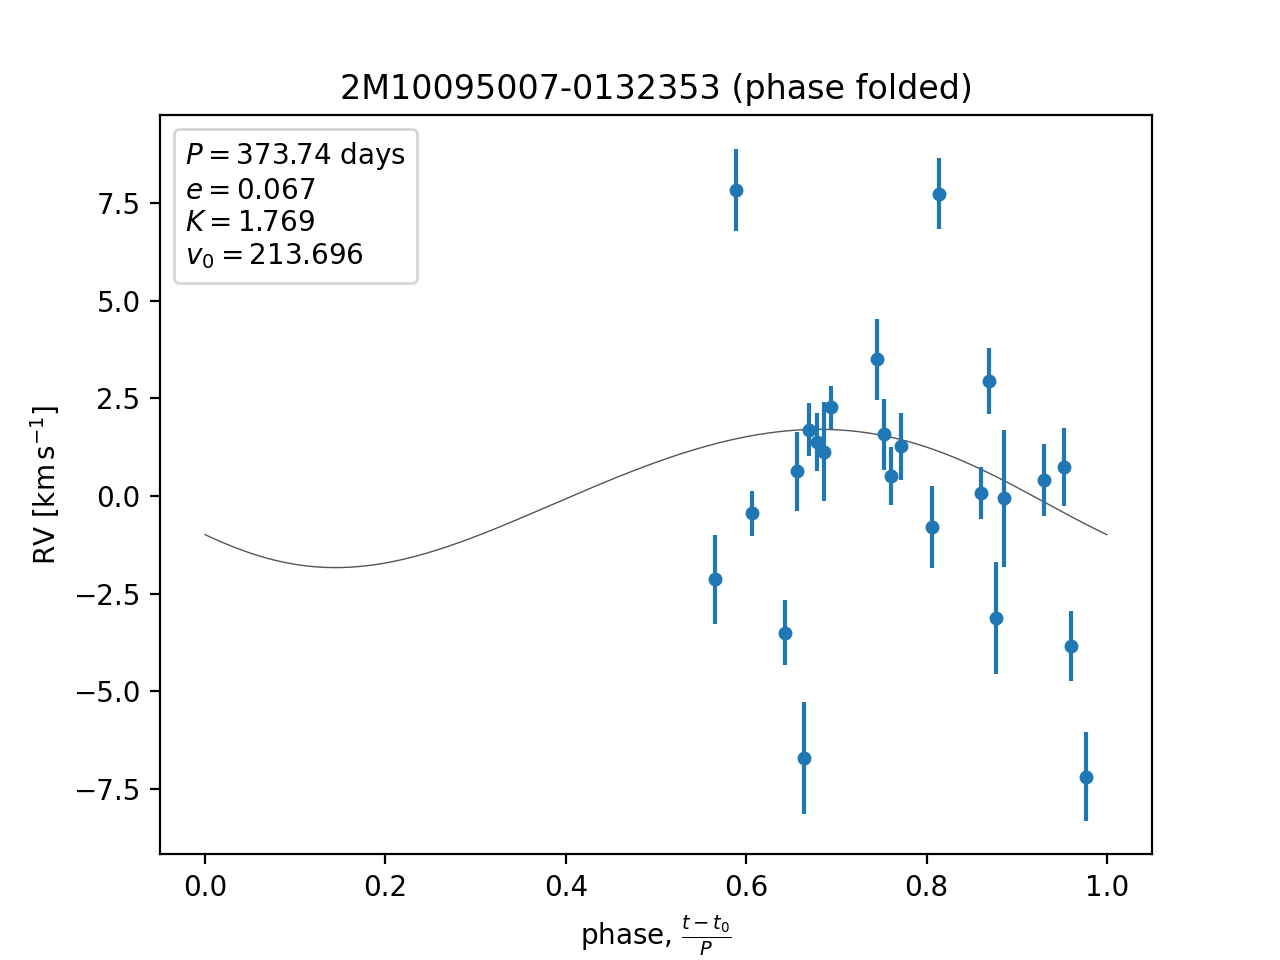 2M10095007-0132353 (phase folded)
P = 373.74 days
e = 0.067
K = 1.769
v₀ = 213.696
7.5
5.0
2.5
0.0
−2.5
−5.0
−7.5
RV [km s⁻¹]
0.0 0.2 0.4 0.6 0.8 1.0
phase, (t − t₀)/P